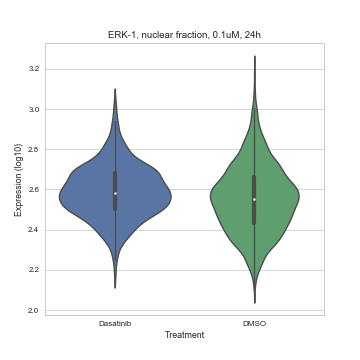 ERK-1, nuclear fraction, 0.1uM, 24h
3.2
3.0
2.8
2.6
2.4
2.2
2.0
Expression (log10)
Dasatinib DMSO
Treatment